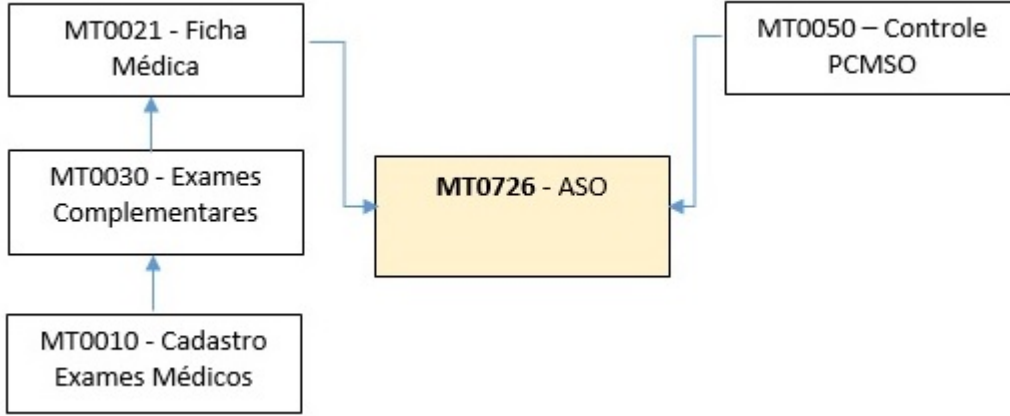 MT0021 - Ficha
Médica
MT0050 – Controle
PCMSO
MT0030 - Exames
Complementares
MT0726 - ASO
MT0010 - Cadastro
Exames Médicos